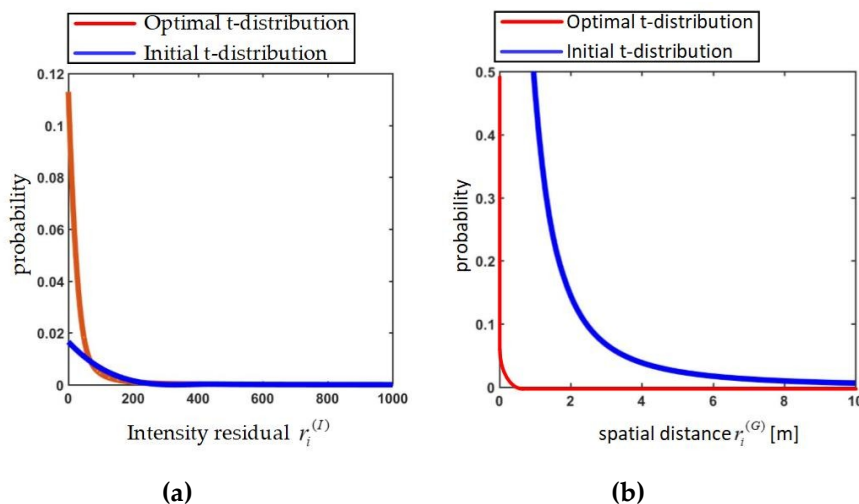 Optimal t-distribution
Initial t-distribution
0.12
0.1
0.08
0.06
0.04
0.02
0
probability
0 200 400 600 800 1000
Intensity residual r_i^(I)
(a)
Optimal t-distribution
Initial t-distribution
0.5
0.4
0.3
0.2
0.1
0
probability
0 2 4 6 8 10
spatial distance r_i^(G) [m]
(b)